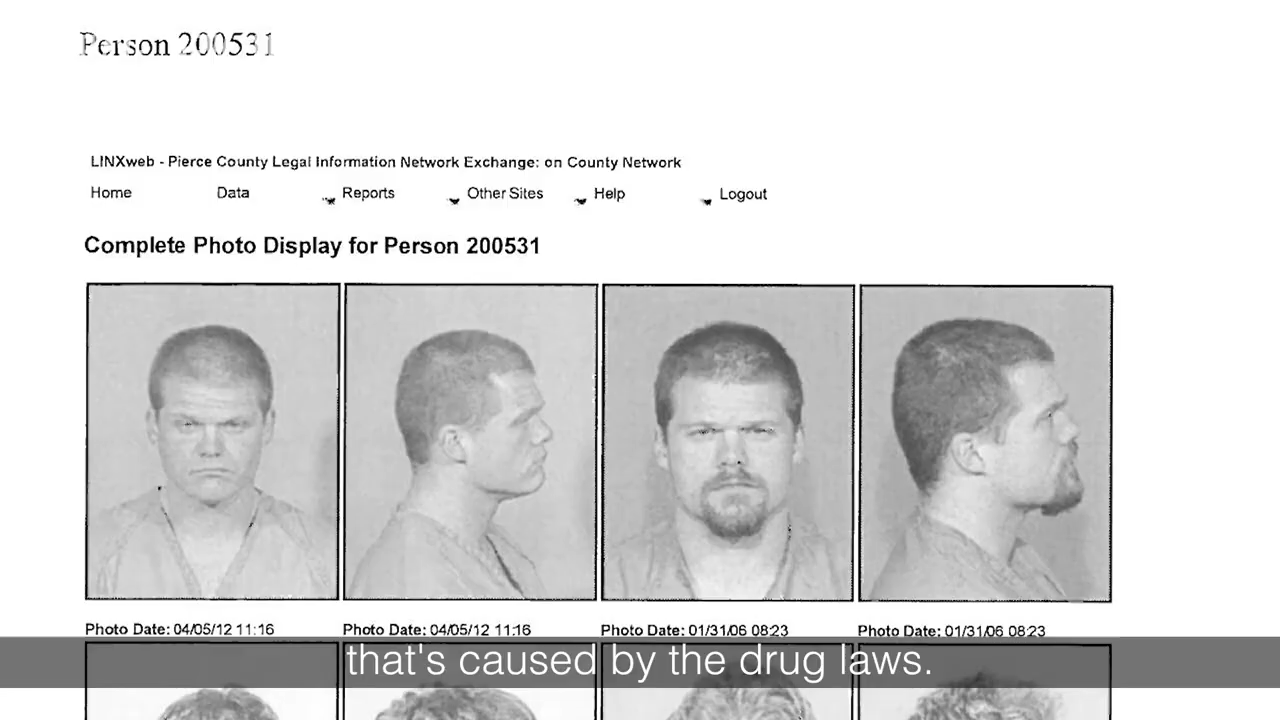 Person 200531
LINXweb - Pierce County Legal Information Network Exchange: on County Network
Home Data Reports Other Sites Help Logout
Complete Photo Display for Person 200531
Photo Date: 04/05/12 11:16 Photo Date: 04/05/12 11:16 Photo Date: 01/31/06 08:23 Photo Date: 01/31/06 08:23
that's caused by the drug laws.